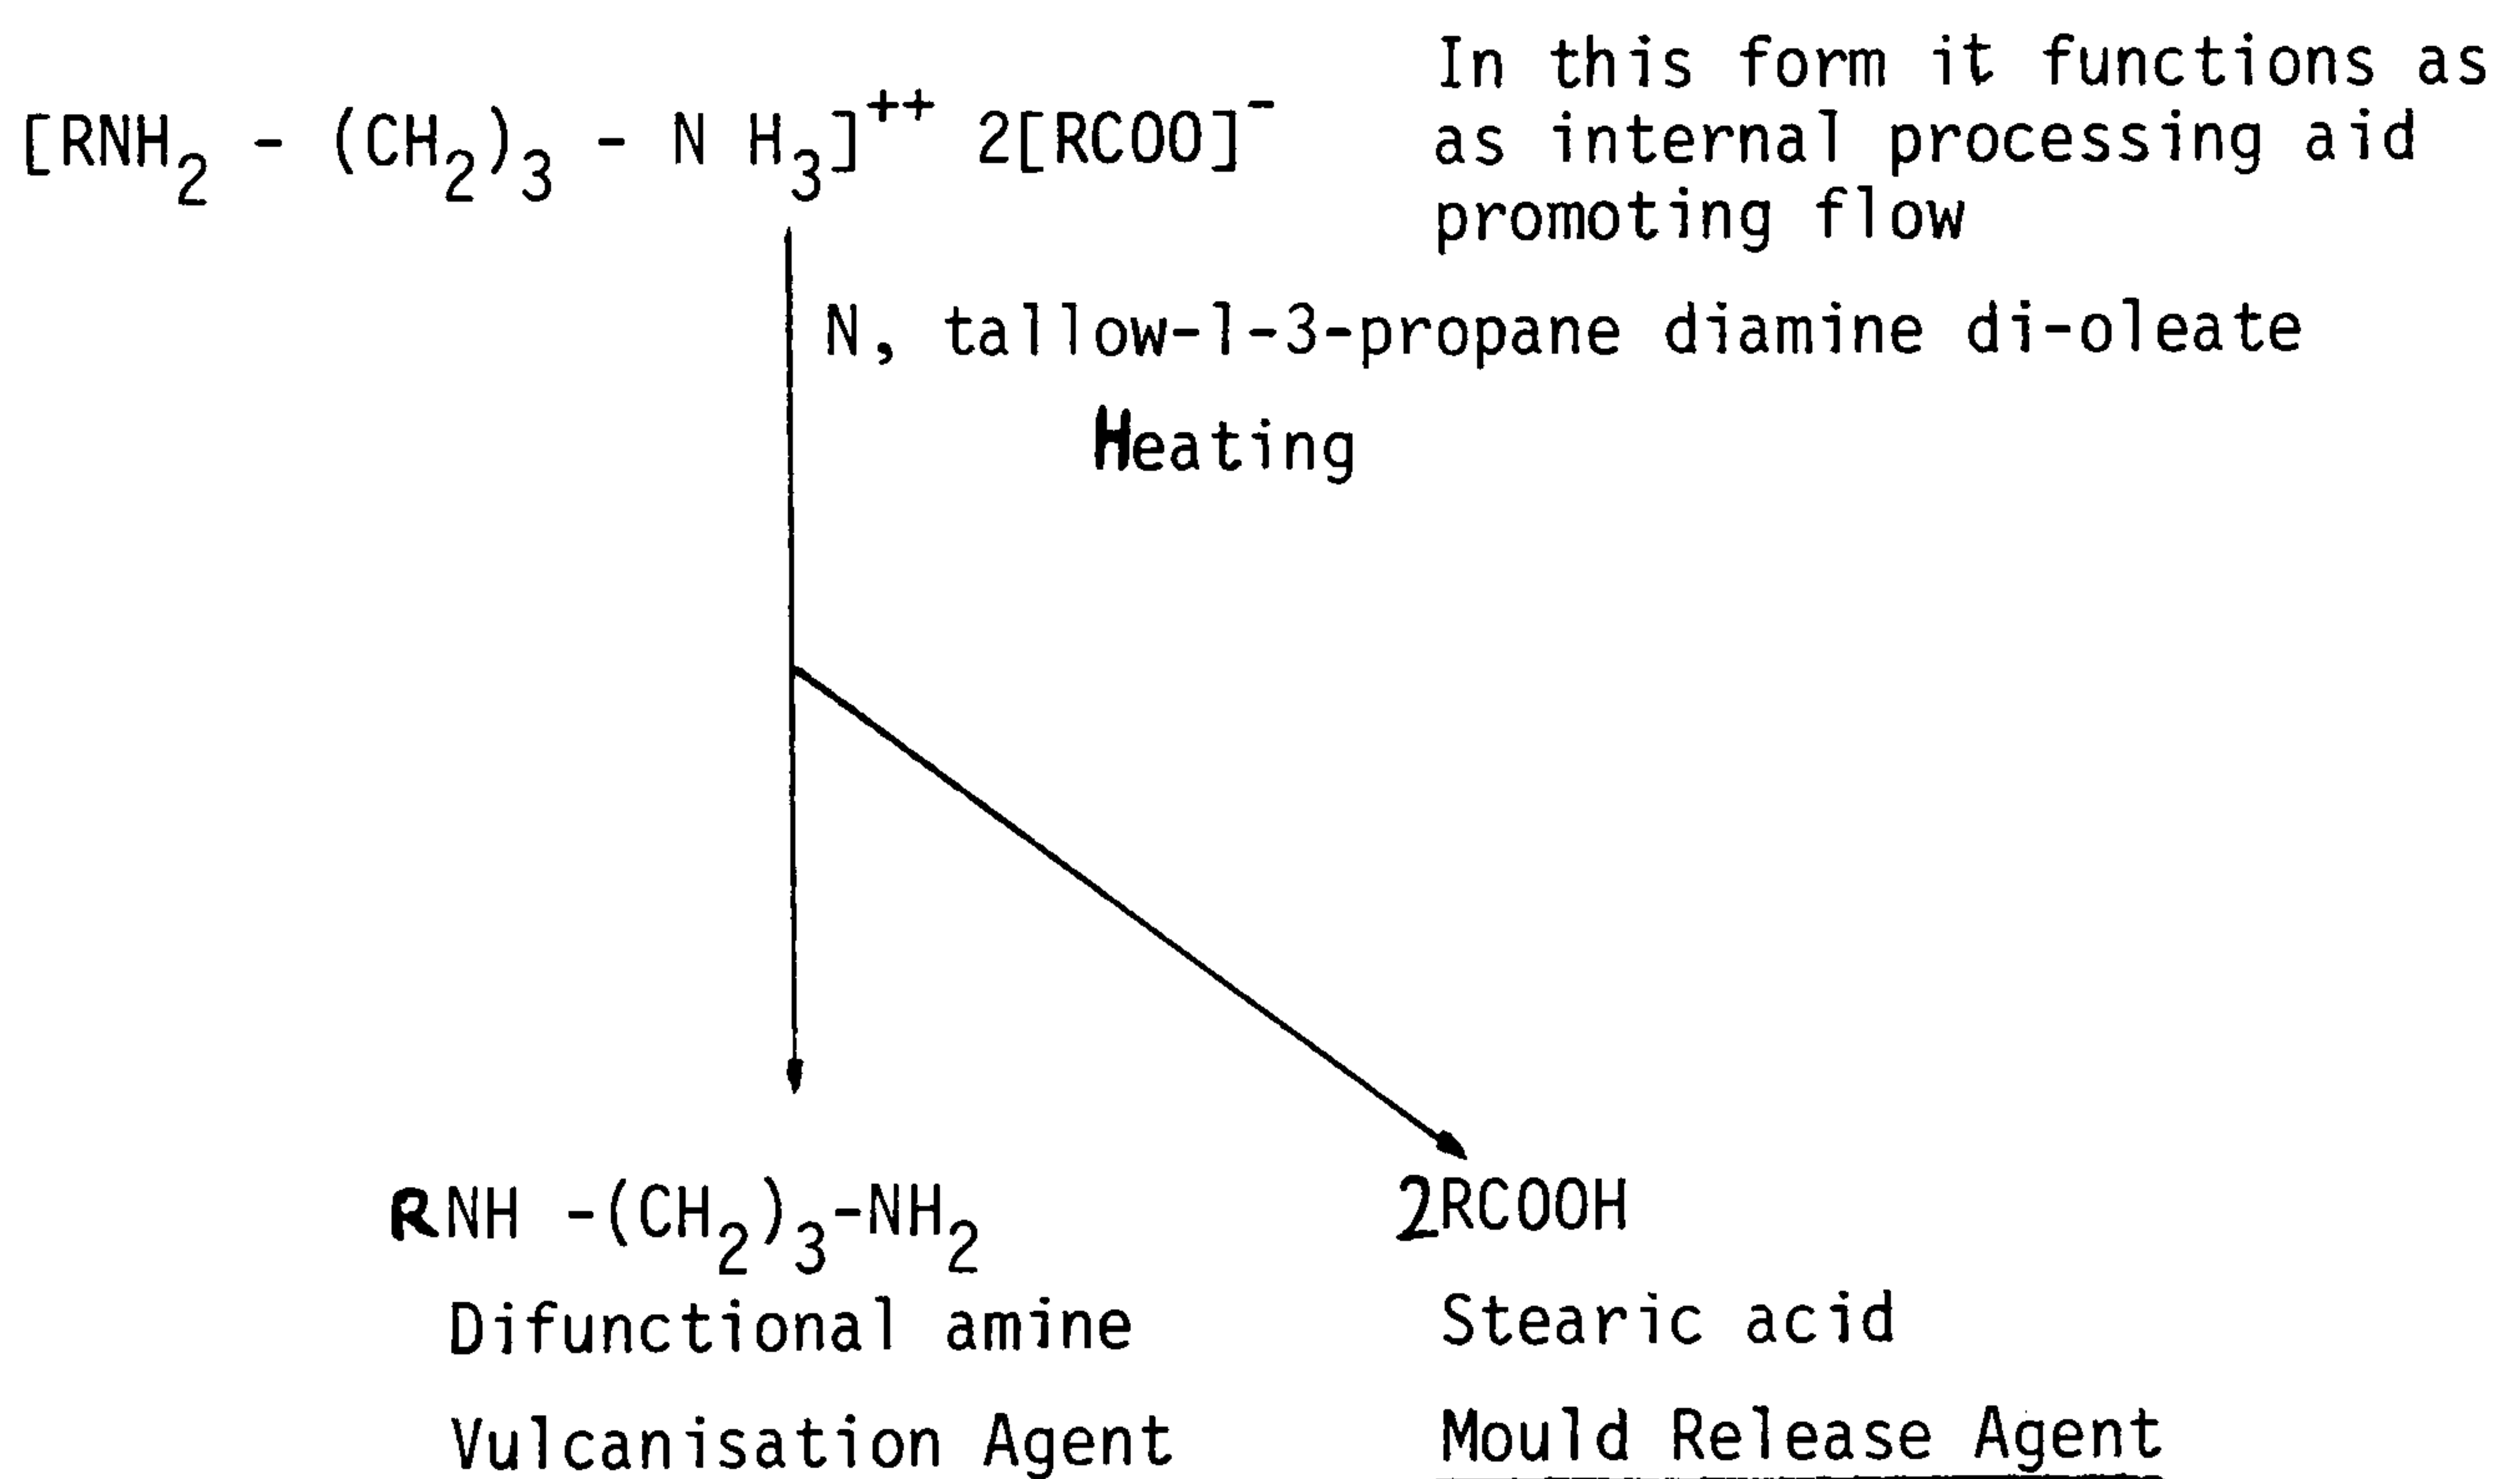 In this form it functions as
[RNH2 - (CH2)3 - N H3]++ 2[RCOO]-
as internal processing aid
promoting flow
N, tallow-1-3-propane diamine di-oleate
Heating
RNH -(CH2)3-NH2
2RCOOH
Difunctional amine
Stearic acid
Vulcanisation Agent
Mould Release Agent